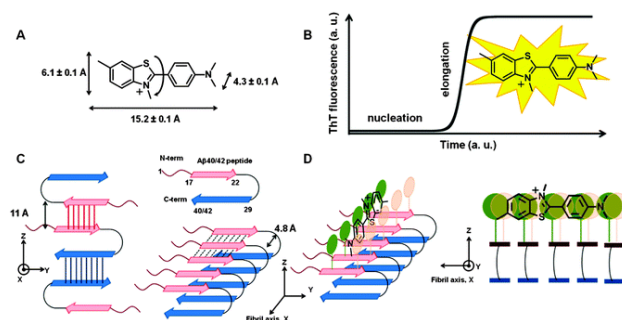 A
6.1 ± 0.1 A
S
N
+
N
4.3 ± 0.1 A
15.2 ± 0.1 A
B
ThT fluorescence (a. u.)
nucleation
elongation
S
N
+
N
Time (a. u.)
C
11 A
Z
Y
X
N-term
Aβ40/42 peptide
1
17
22
C-term
40/42
29
4.8 A
Z
Y
Fibril axis, X
D
Z
Y
Fibril axis, X
N
+
S
N